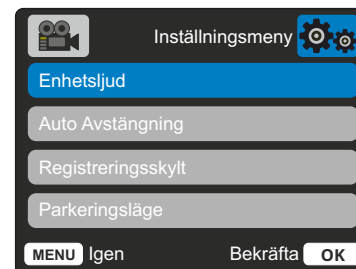 Inställningsmeny
Enhetsljud
Auto Avstängning
Registreringsskylt
Parkeringsläge
MENU Igen Bekräfta OK